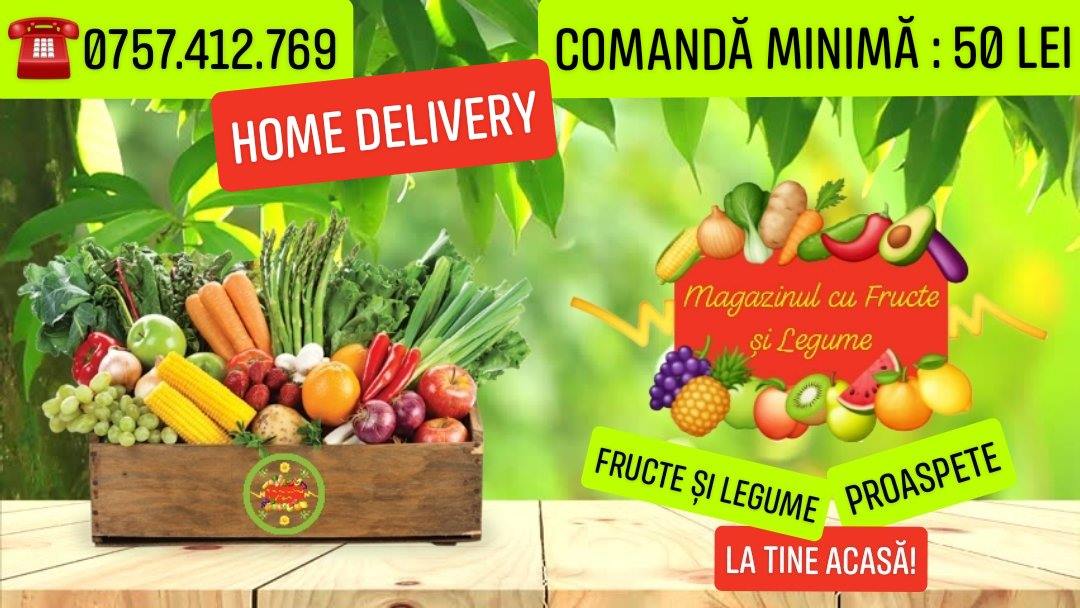 0757.412.769
COMANDĂ MINIMĂ : 50 LEI
HOME DELIVERY
Magazinul cu Fructe
și Legume
FRUCTE ȘI LEGUME
PROASPETE
LA TINE ACASĂ!